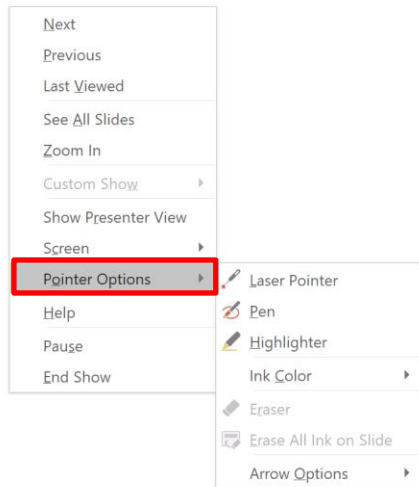 Next
Previous
Last Viewed
See All Slides
Zoom In
Custom Show
Show Presenter View
Screen
Pointer Options
Help
Pause
End Show
Laser Pointer
Pen
Highlighter
Ink Color
Eraser
Erase All Ink on Slide
Arrow Options